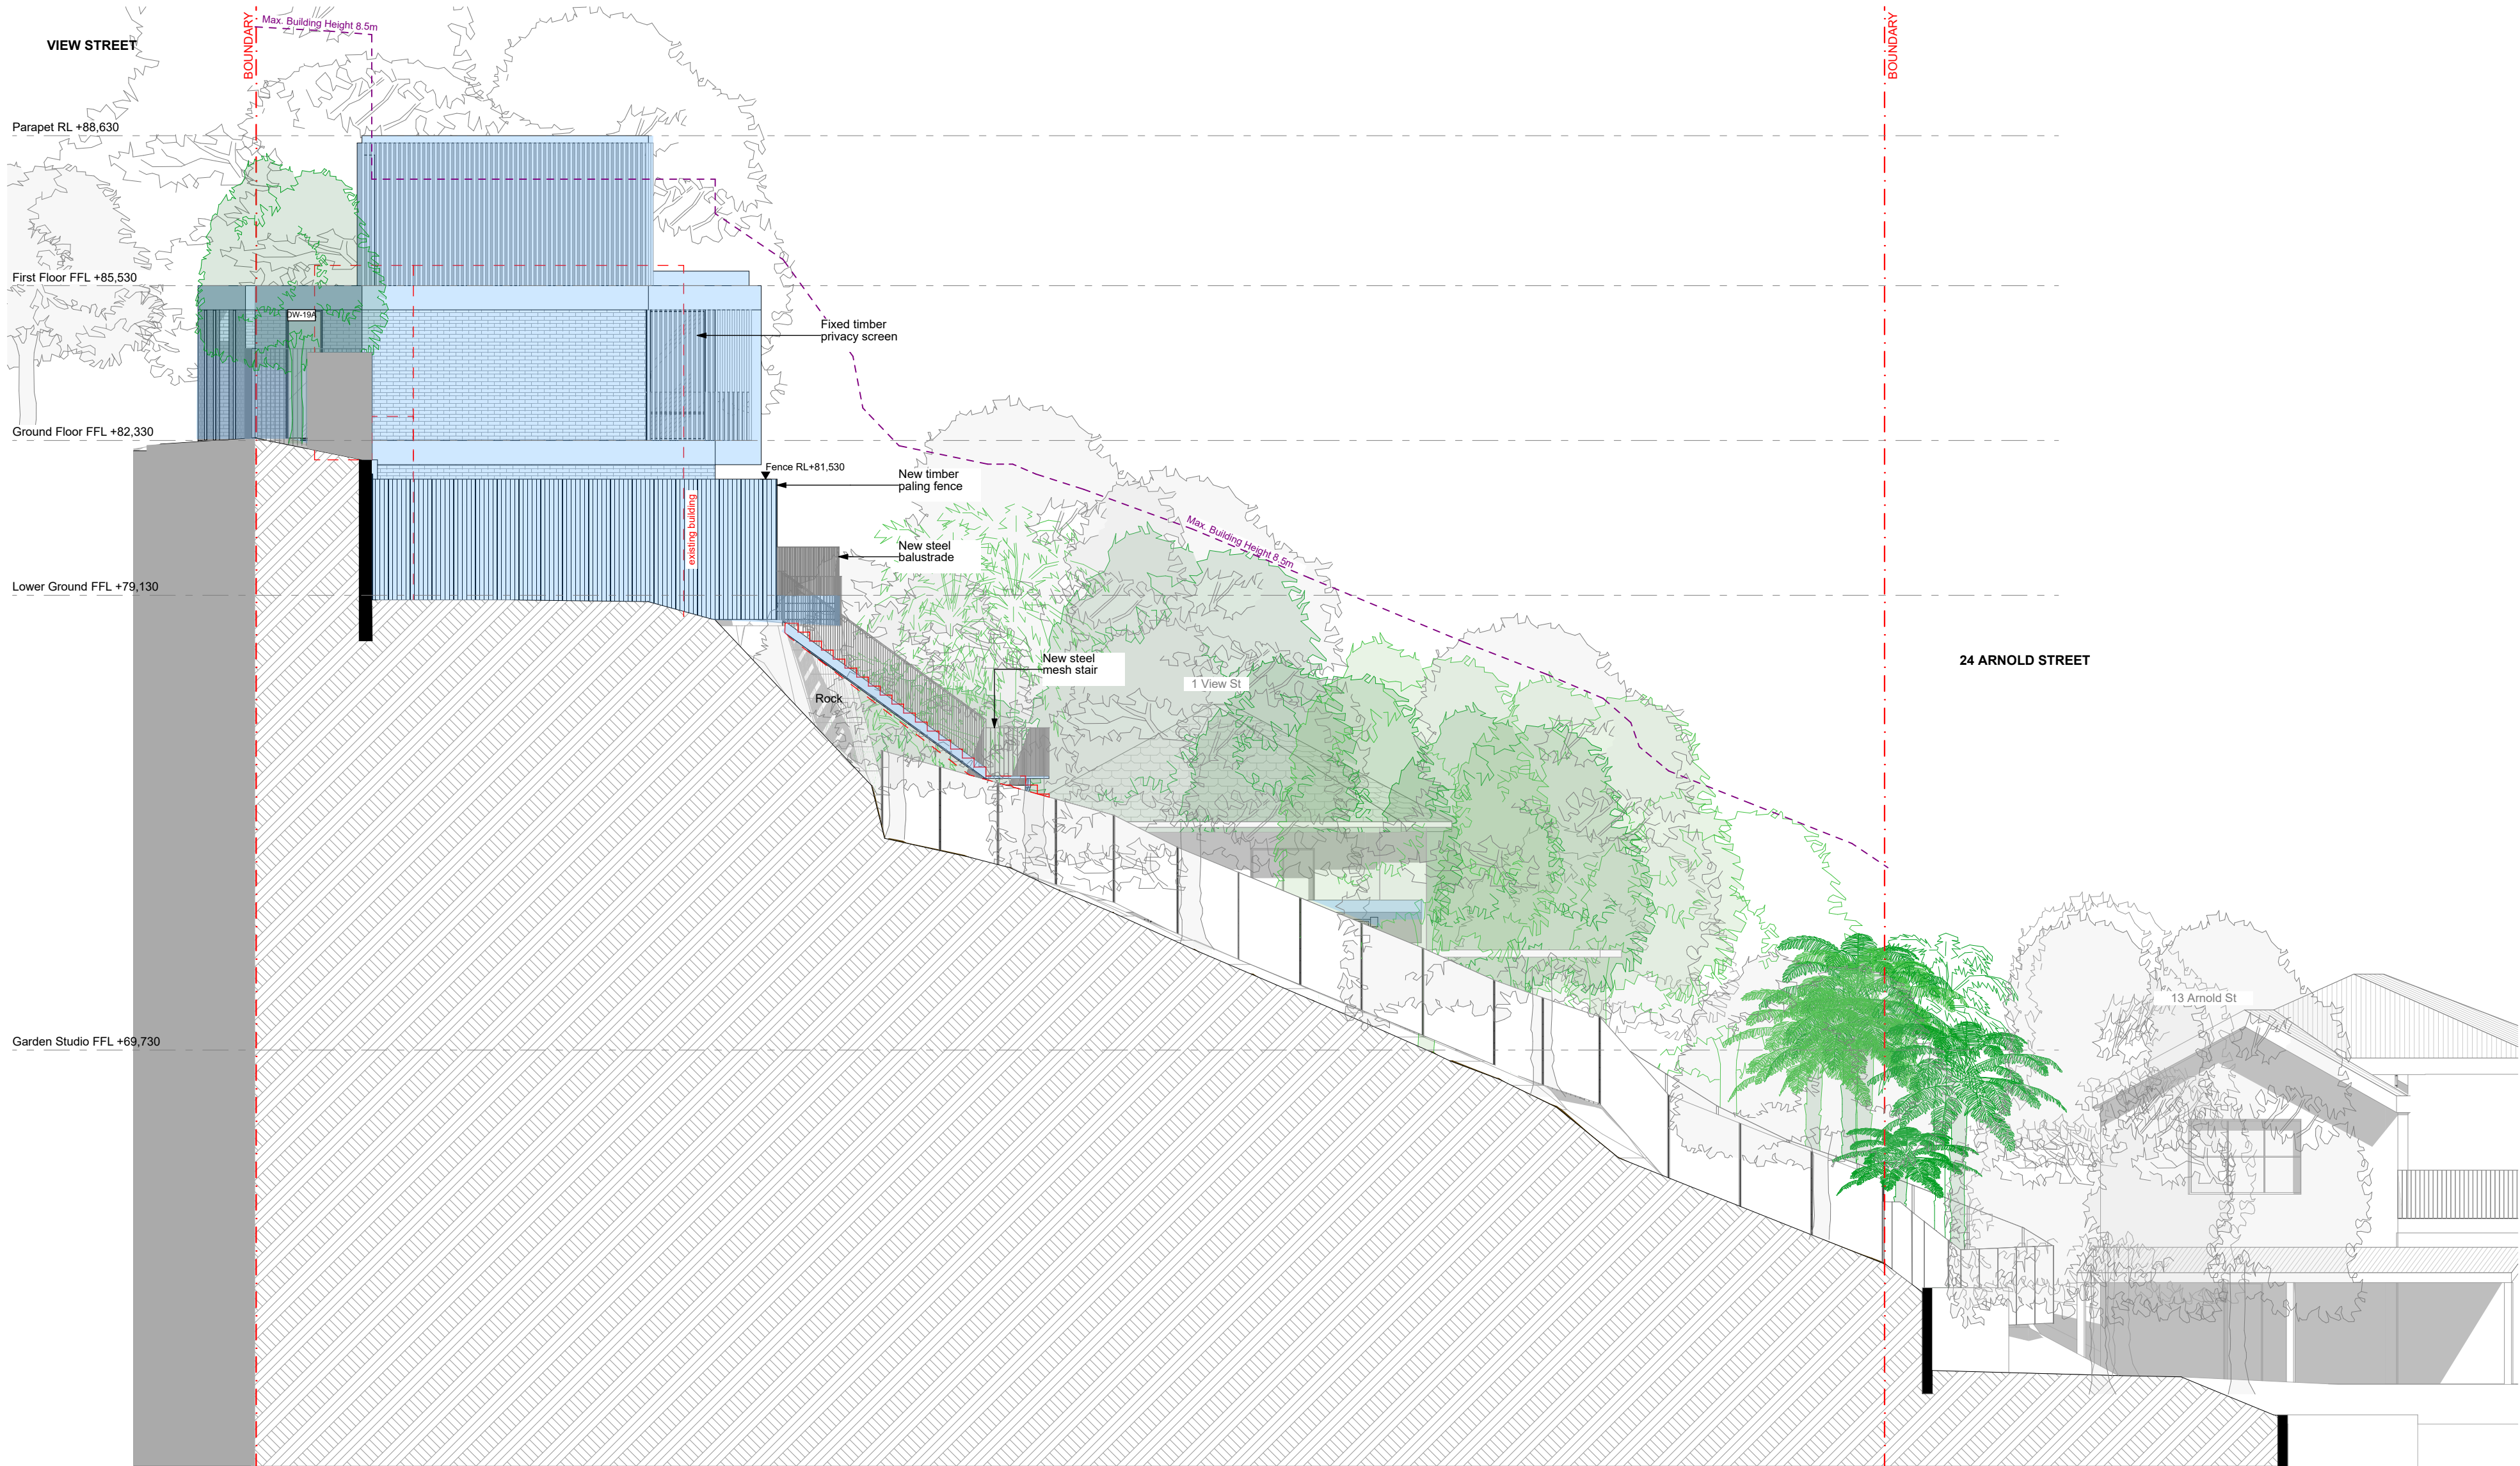 VIEW STREET
BOUNDARY
Max. Building Height 8.5m
BOUNDARY
Parapet RL +88,630
First Floor FFL +85,530
DW-19A
Fixed timber
privacy screen
Ground Floor FFL +82,330
Fence RL+81,530
New timber
paling fence
existing building
Max. Building Height 8.5m
New steel
balustrade
Lower Ground FFL +79,130
New steel
mesh stair
24 ARNOLD STREET
1 View St
Rock
13 Arnold St
Garden Studio FFL +69,730